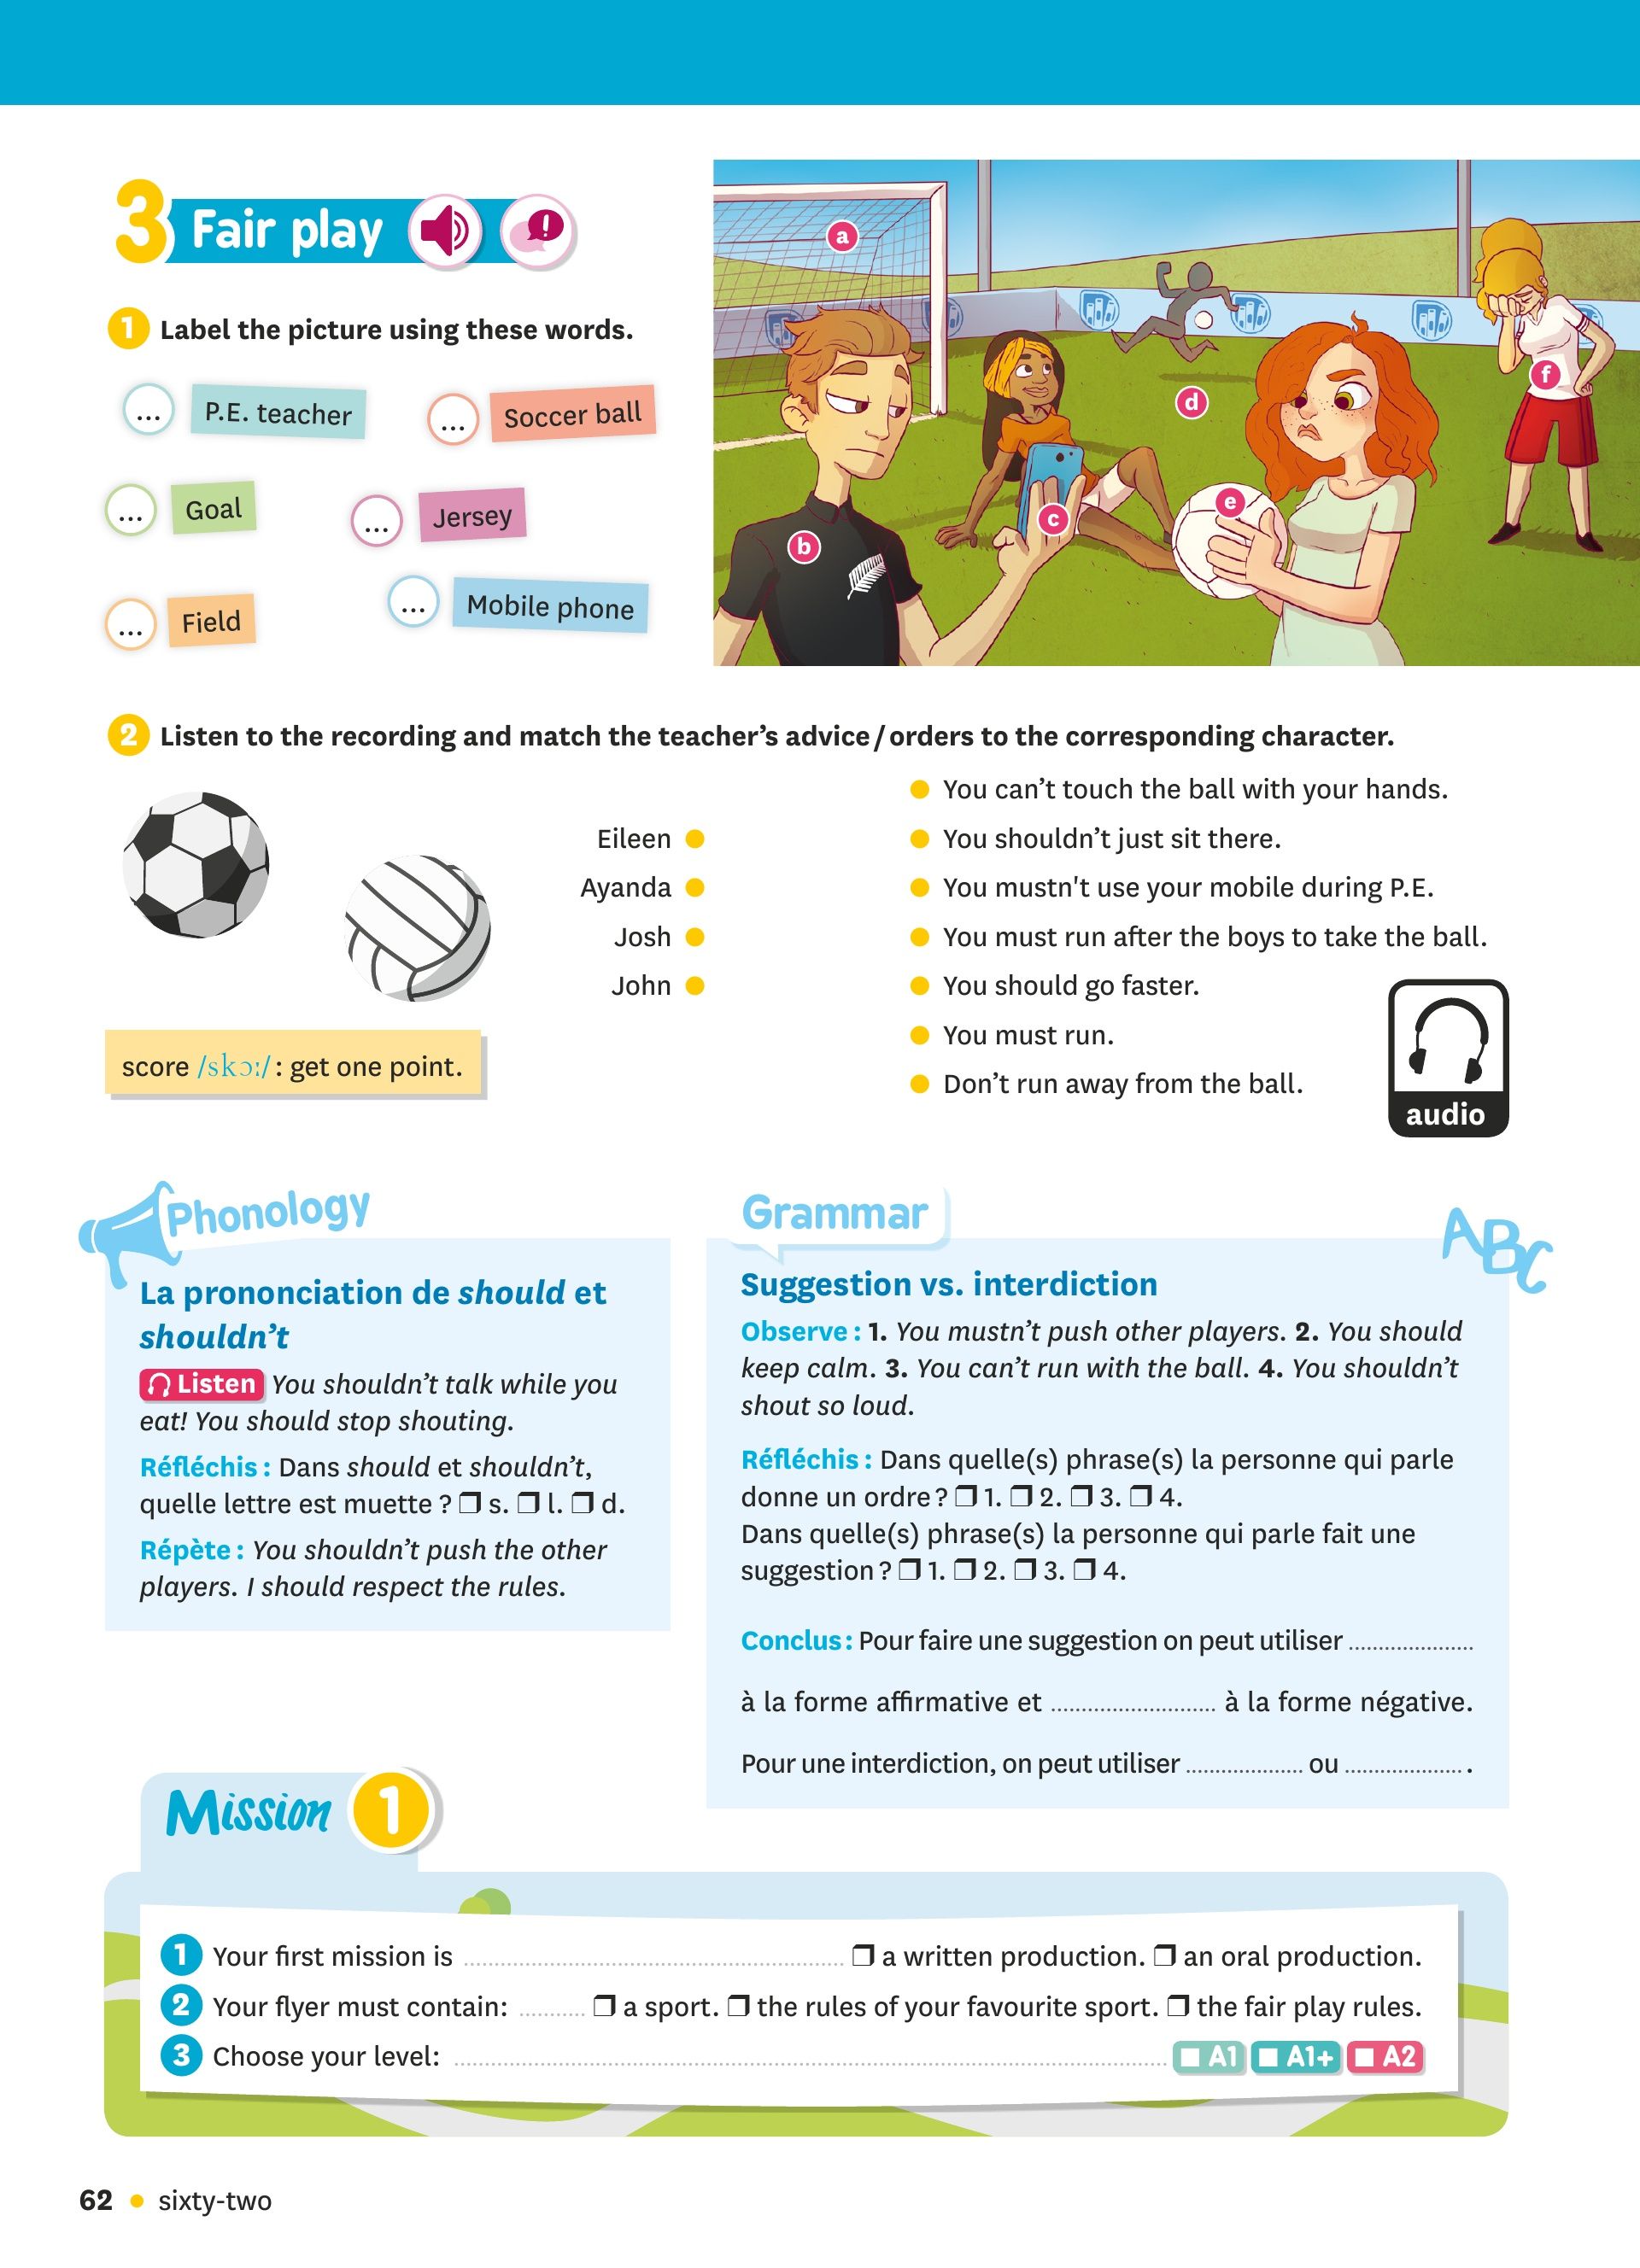 3 Fair play
1 Label the picture using these words.
... P.E. teacher
... Soccer ball
... Goal
... Jersey
... Field
... Mobile phone
a
b
c
d
e
f
2 Listen to the recording and match the teacher's advice / orders to the corresponding character.
Eileen
Ayanda
Josh
John
You can't touch the ball with your hands.
You shouldn't just sit there.
You mustn't use your mobile during P.E.
You must run after the boys to take the ball.
You should go faster.
You must run.
Don't run away from the ball.
audio
score /skɔː/ : get one point.
Phonology
La prononciation de should et
shouldn't
Listen You shouldn't talk while you
eat! You should stop shouting.
Réfléchis : Dans should et shouldn't,
quelle lettre est muette ? ❒ s. ❒ l. ❒ d.
Répète : You shouldn't push the other
players. I should respect the rules.
Grammar
ABC
Suggestion vs. interdiction
Observe : 1. You mustn't push other players. 2. You should
keep calm. 3. You can't run with the ball. 4. You shouldn't
shout so loud.
Réfléchis : Dans quelle(s) phrase(s) la personne qui parle
donne un ordre ? ❒ 1. ❒ 2. ❒ 3. ❒ 4.
Dans quelle(s) phrase(s) la personne qui parle fait une
suggestion ? ❒ 1. ❒ 2. ❒ 3. ❒ 4.
Conclus : Pour faire une suggestion on peut utiliser ....................
à la forme affirmative et ............................ à la forme négative.
Pour une interdiction, on peut utiliser .................... ou .................... .
Mission 1
1 Your first mission is ................................ ❒ a written production. ❒ an oral production.
2 Your flyer must contain: ........... ❒ a sport. ❒ the rules of your favourite sport. ❒ the fair play rules.
3 Choose your level: ................................ A1 A1+ A2
62 • sixty-two